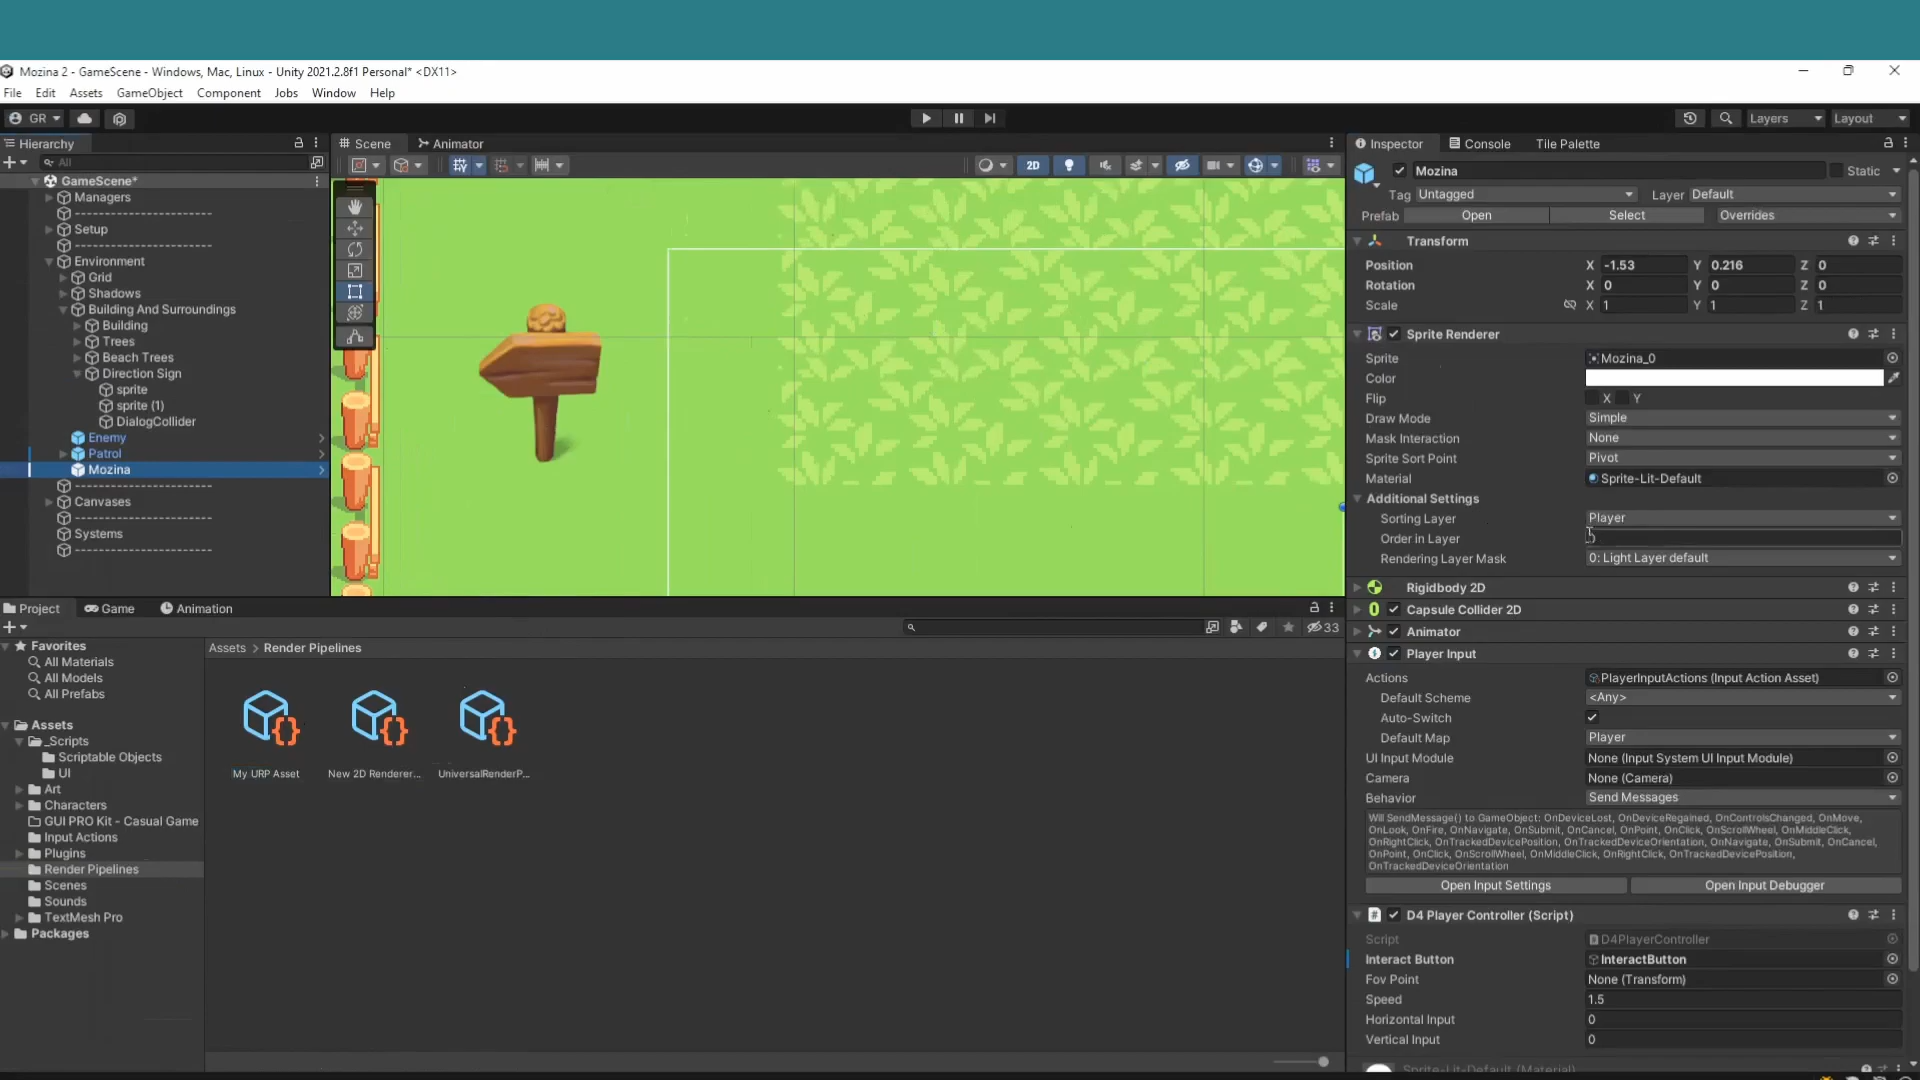 Mozina 2 - GameScene - Windows, Mac, Linux - Unity 2021.2.8f1 Personal* <DX11>
File Edit Assets GameObject Component Jobs Window Help
GR Layers Layout
Hierarchy
All
GameScene*
Managers
------------------------
Setup
------------------------
Environment
Grid
Shadows
Building And Surroundings
Building
Trees
Beach Trees
Direction Sign
sprite
sprite (1)
DialogCollider
Enemy
Patrol
Mozina
------------------------
Canvases
------------------------
Systems
------------------------
Scene Animator
2D
Inspector Console Tile Palette
Mozina Static
Tag Untagged Layer Default
Prefab Open Select Overrides
Transform
Position X -1.53 Y 0.216 Z 0
Rotation X 0 Y 0 Z 0
Scale X 1 Y 1 Z 1
Sprite Renderer
Sprite Mozina_0
Color
Flip X Y
Draw Mode Simple
Mask Interaction None
Sprite Sort Point Pivot
Material Sprite-Lit-Default
Additional Settings
Sorting Layer Player
Order in Layer
Rendering Layer Mask 0: Light Layer default
Rigidbody 2D
Capsule Collider 2D
Animator
Player Input
Actions PlayerInputActions (Input Action Asset)
Default Scheme <Any>
Auto-Switch
Default Map Player
UI Input Module None (Input System UI Input Module)
Camera None (Camera)
Behavior Send Messages
Will SendMessage() to GameObject: OnDeviceLost, OnDeviceRegained, OnControlsChanged, OnMove,
OnLook, OnFire, OnNavigate, OnSubmit, OnCancel, OnPoint, OnClick, OnScrollWheel, OnMiddleClick,
OnRightClick, OnTrackedDevicePosition, OnTrackedDeviceOrientation, OnNavigate, OnSubmit, OnCancel,
OnPoint, OnClick, OnScrollWheel, OnMiddleClick, OnRightClick, OnTrackedDevicePosition,
OnTrackedDeviceOrientation
Open Input Settings Open Input Debugger
D4 Player Controller (Script)
Script D4PlayerController
Interact Button InteractButton
Fov Point None (Transform)
Speed 1.5
Horizontal Input 0
Vertical Input 0
Sprite-Lit-Default (Material)
Project Game Animation
33
Favorites
All Materials
All Models
All Prefabs
Assets
_Scripts
Scriptable Objects
UI
Art
Characters
GUI PRO Kit - Casual Game
Input Actions
Plugins
Render Pipelines
Scenes
Sounds
TextMesh Pro
Packages
Assets > Render Pipelines
My URP Asset
New 2D Renderer...
UniversalRenderP...